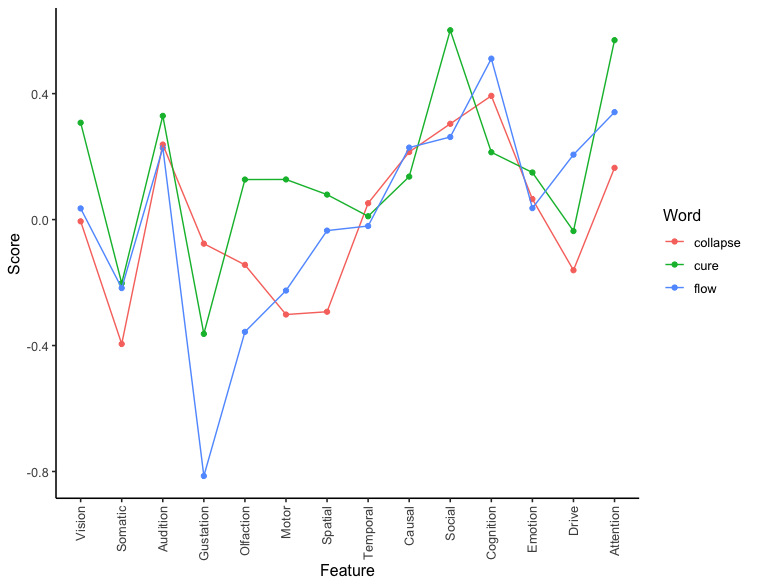 0.4
0.0
-0.4
-0.8
Score
Vision
Somatic
Audition
Gustation
Olfaction
Motor
Spatial
Temporal
Causal
Social
Cognition
Emotion
Drive
Attention
Feature
Word
collapse
cure
flow